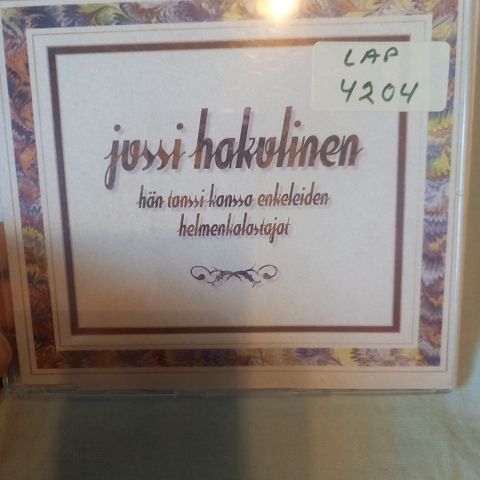 LAP
4204
jussi hakulinen
hän tanssi kanssa enkeleiden
helmenkalastajat